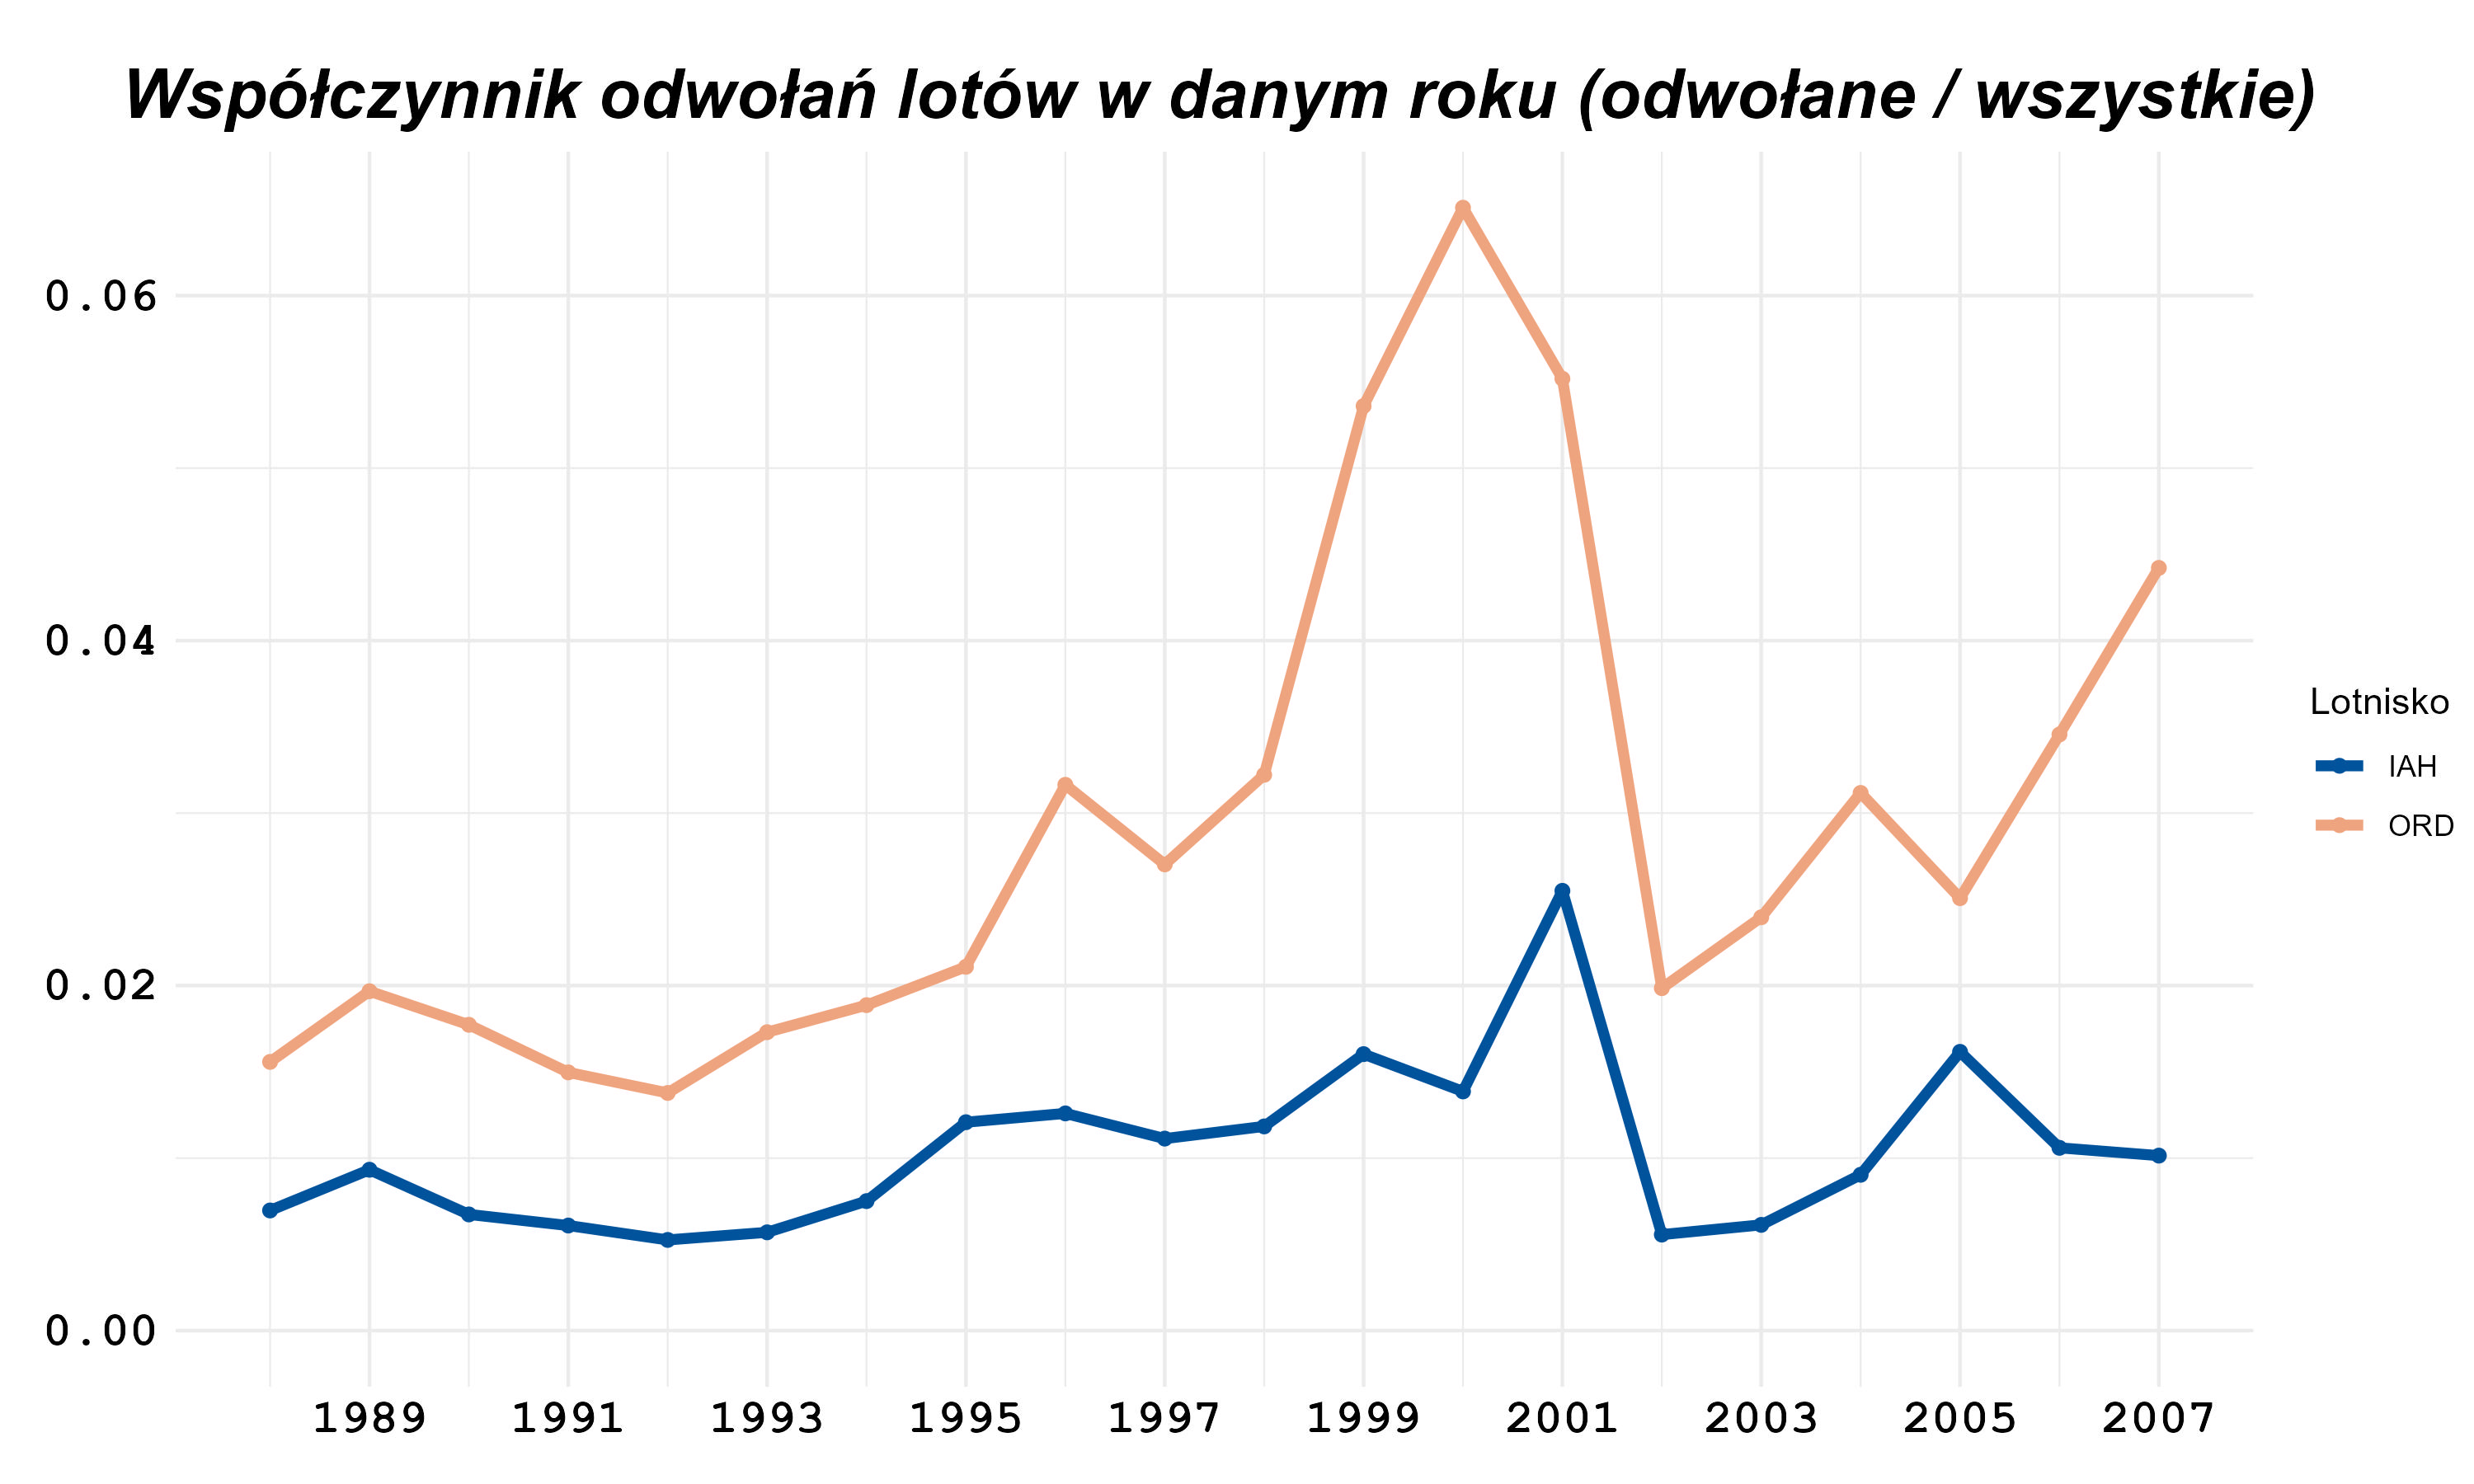 Współczynnik odwołań lotów w danym roku (odwołane / wszystkie)
0.06
0.04
0.02
0.00
1989 1991 1993 1995 1997 1999 2001 2003 2005 2007
Lotnisko
IAH
ORD